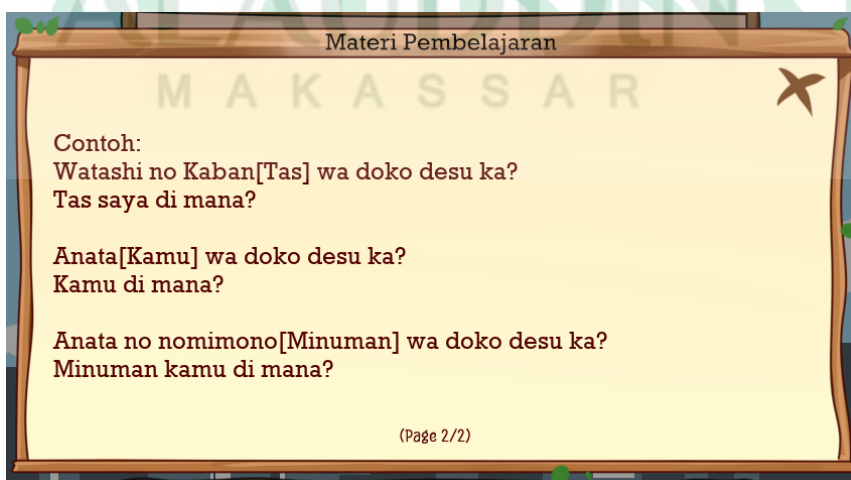 ALAUDDIN
Materi Pembelajaran
MAKASSAR
Contoh:
Watashi no Kaban[Tas] wa doko desu ka?
Tas saya di mana?
Anata[Kamu] wa doko desu ka?
Kamu di mana?
Anata no nomimono[Minuman] wa doko desu ka?
Minuman kamu di mana?
(Page 2/2)